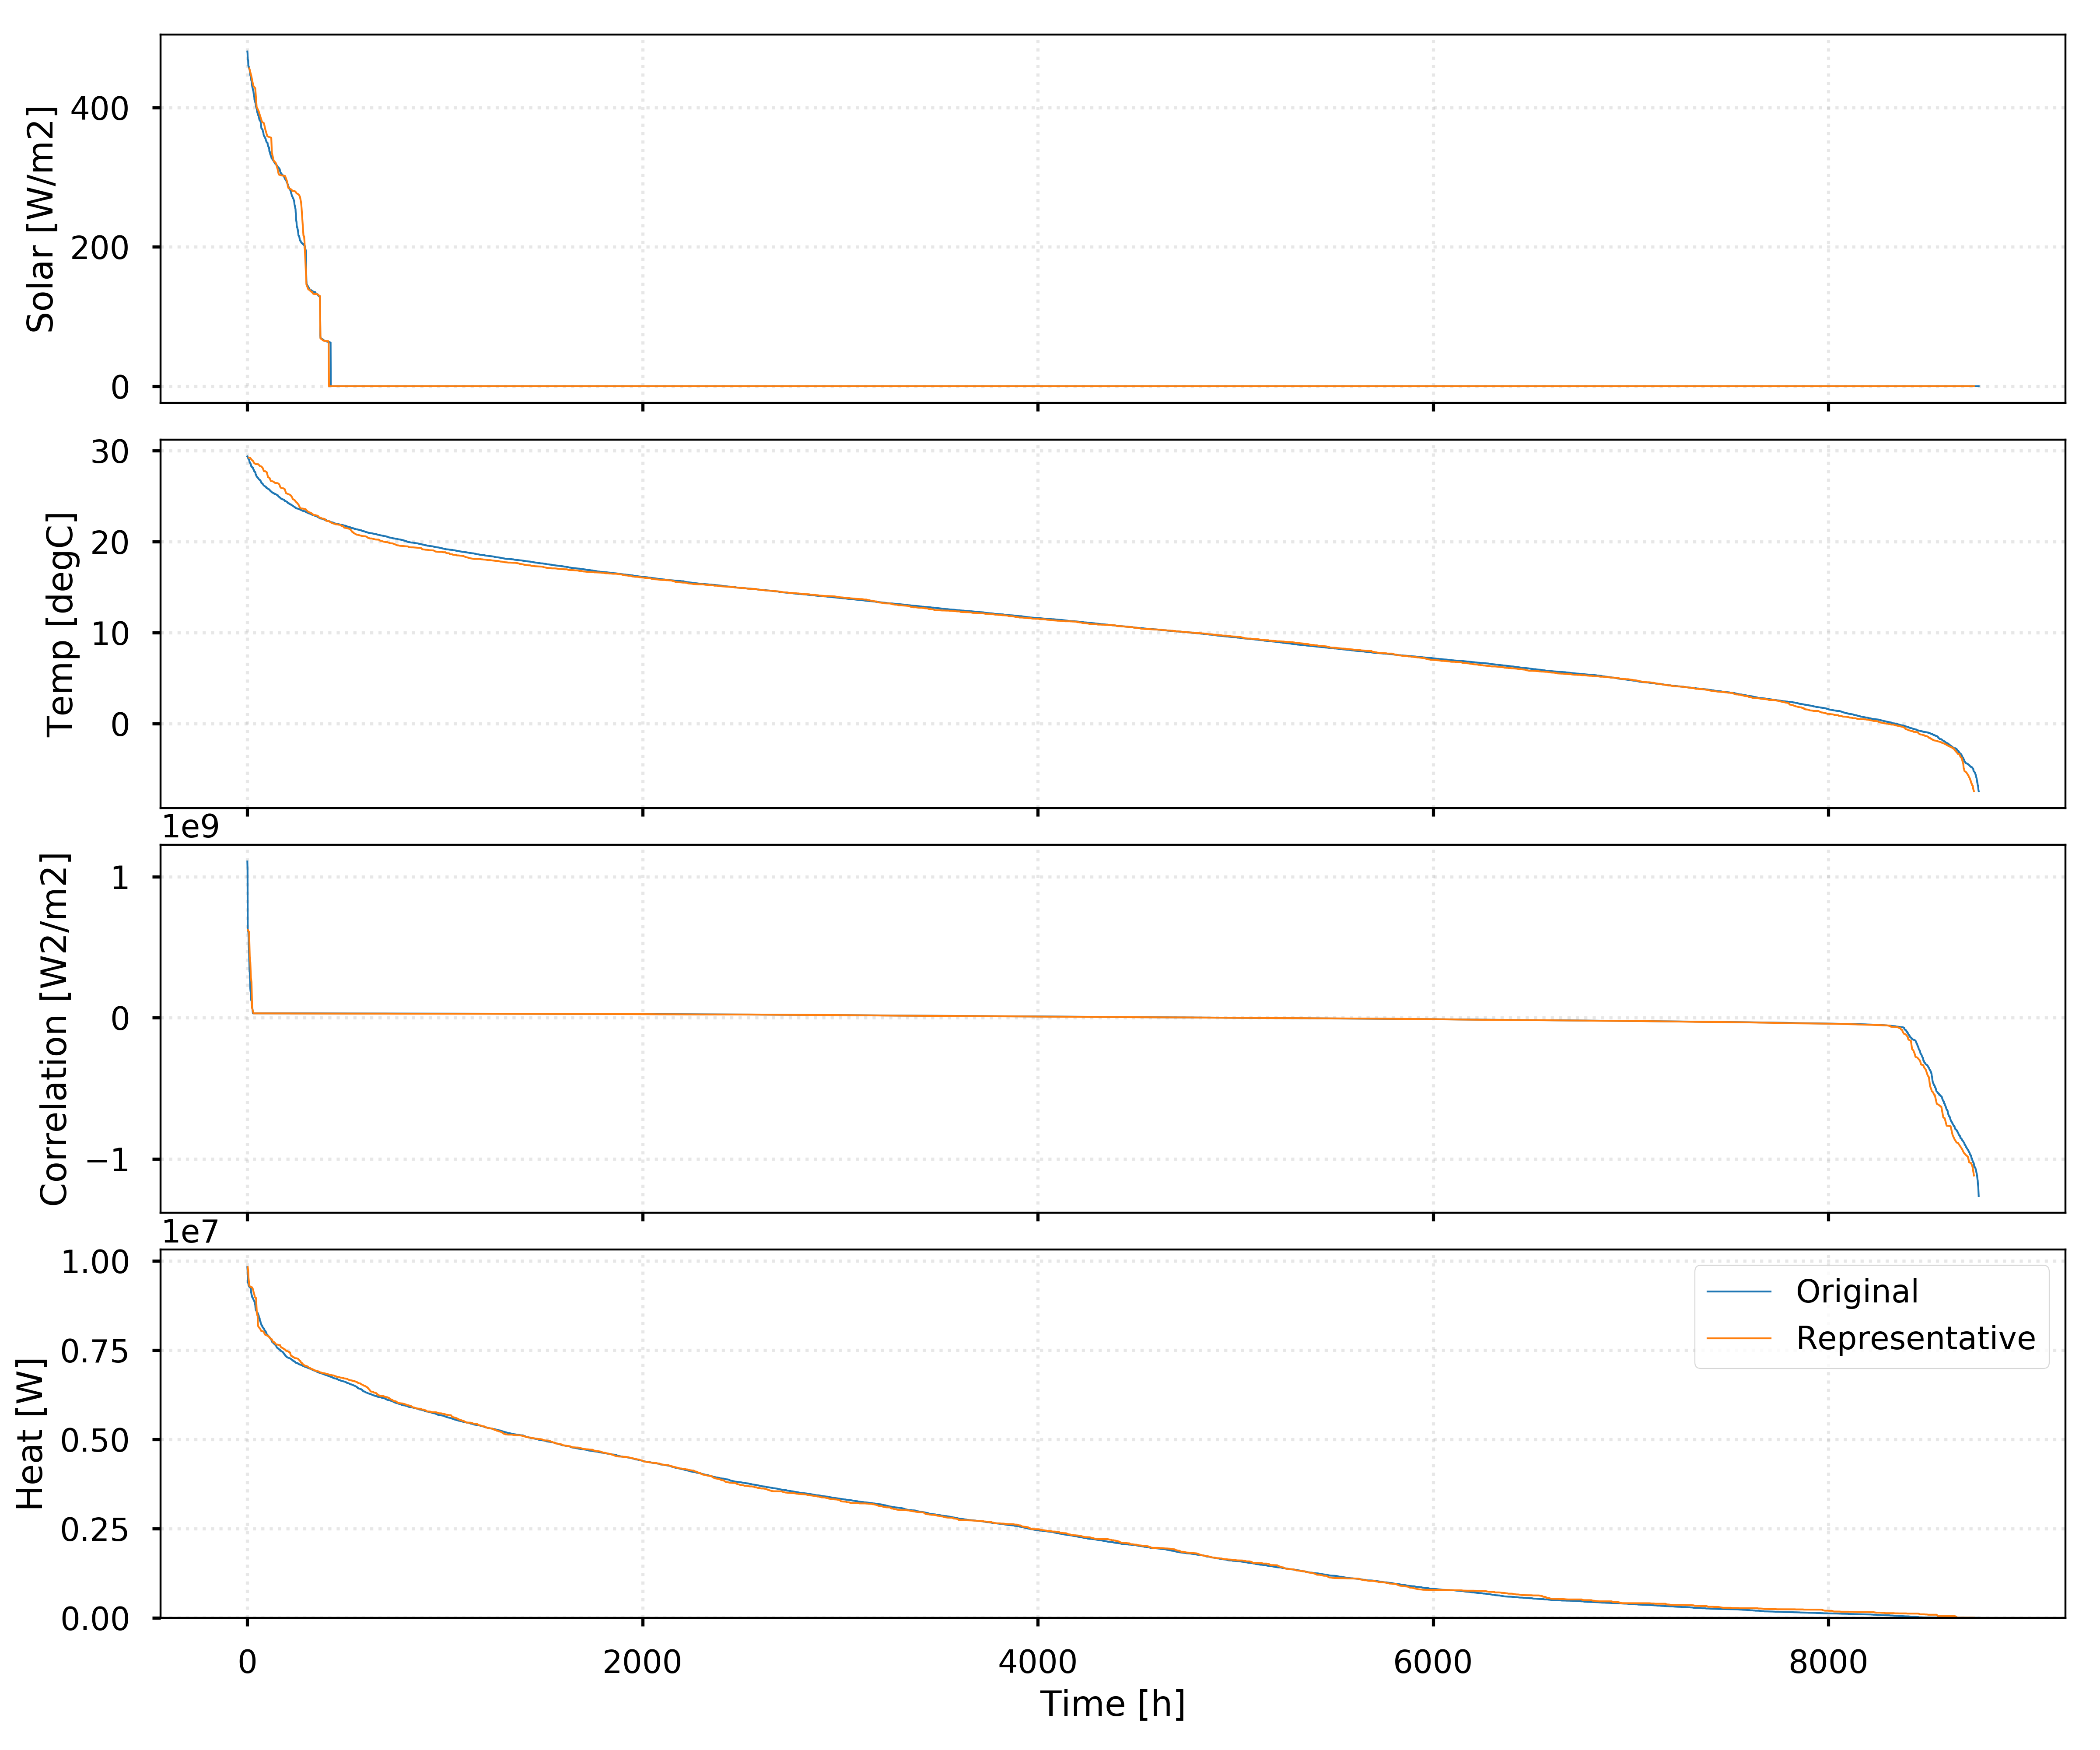 Solar [W/m2]
400
200
0
Temp [degC]
30
20
10
0
1e9
Correlation [W2/m2]
1
0
−1
1e7
Heat [W]
1.00
0.75
0.50
0.25
0.00
Original
Representative
0 2000 4000 6000 8000
Time [h]